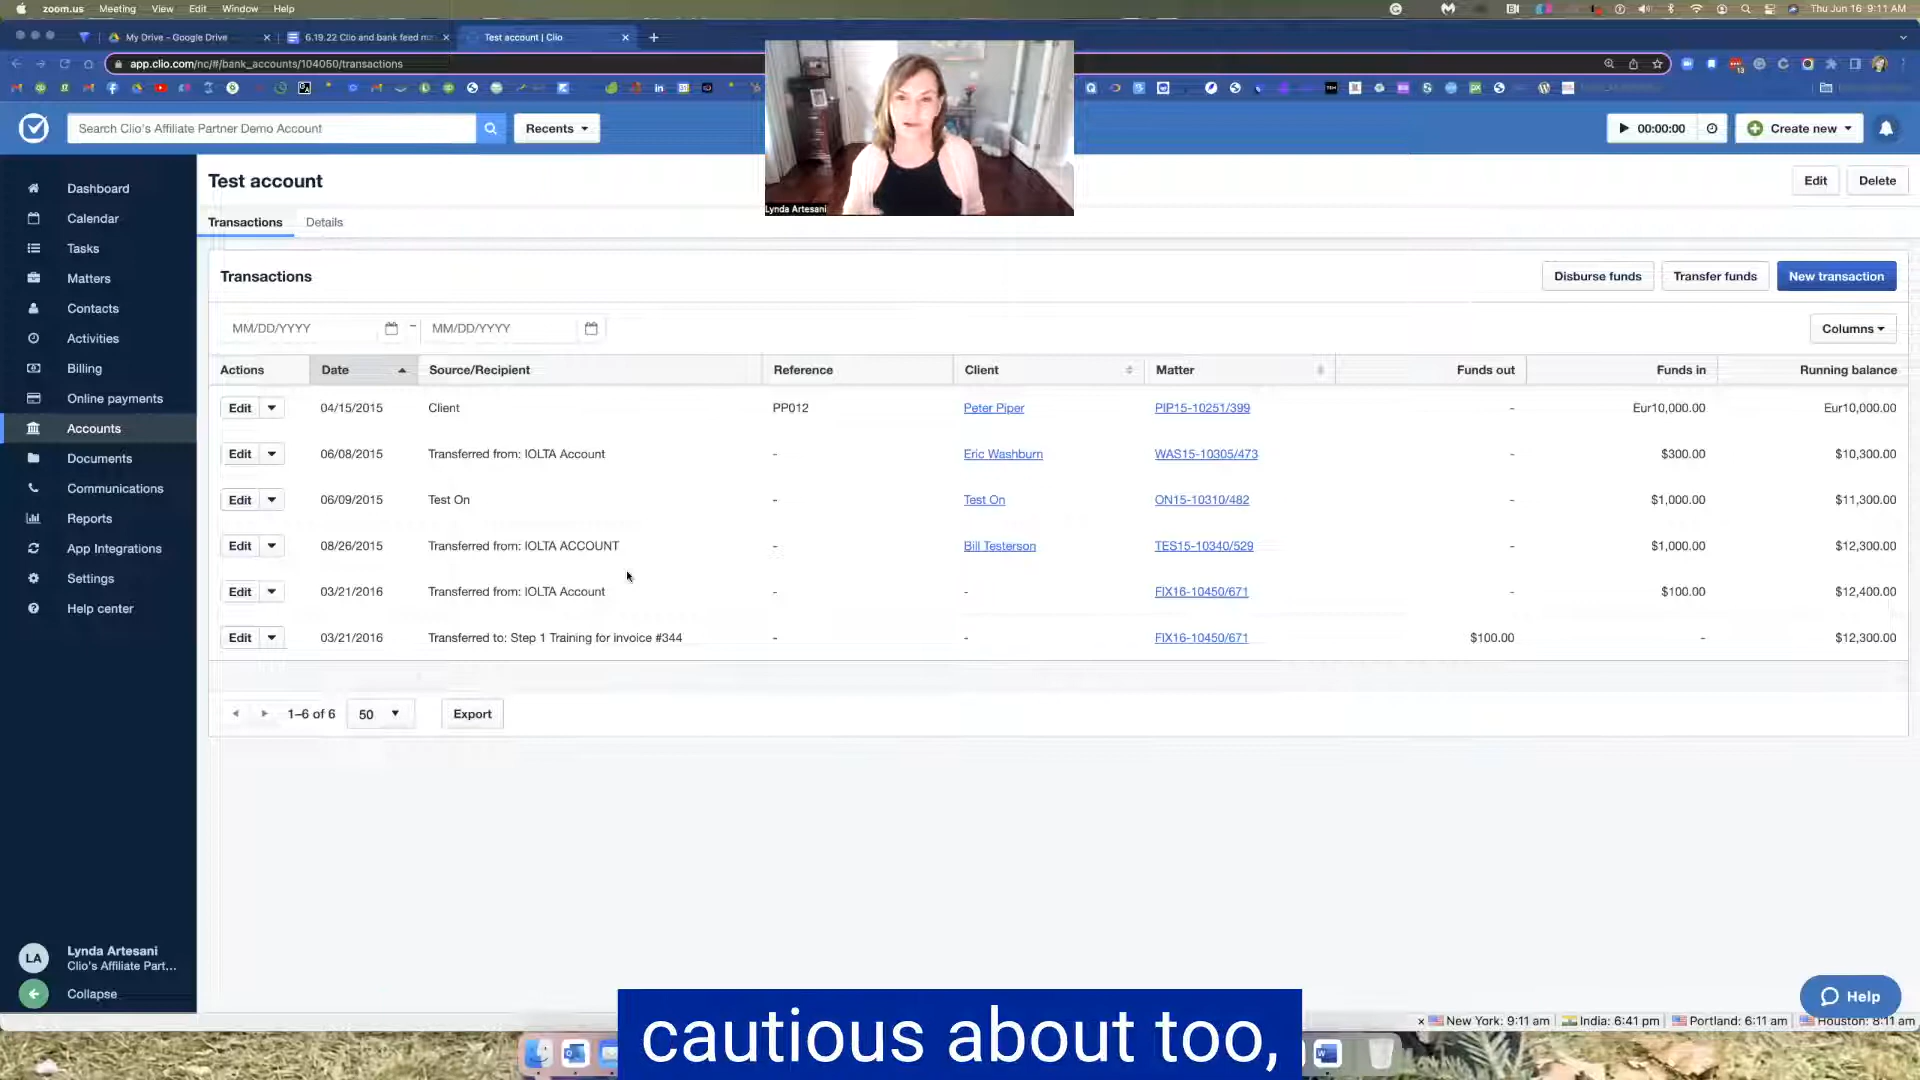 zoom.us Meeting View Edit Window Help Thu Jun 16 9:11 AM
My Drive - Google Drive 6.19.22 Clio and bank feed Test account | Clio
app.clio.com/nc/#/bank_accounts/104050/transactions
Search Clio's Affiliate Partner Demo Account Recents 00:00:00 Create new
Lynda Artesani
Dashboard
Calendar
Tasks
Matters
Contacts
Activities
Billing
Online payments
Accounts
Documents
Communications
Reports
App Integrations
Settings
Help center
LA Lynda Artesani
Clio's Affiliate Part...
Collapse
Test account Edit Delete
Transactions Details
Transactions Disburse funds Transfer funds New transaction
MM/DD/YYYY – MM/DD/YYYY Columns
Actions Date Source/Recipient Reference Client Matter Funds out Funds in Running balance
Edit 04/15/2015 Client PP012 Peter Piper PIP15-10251/399 - Eur10,000.00 Eur10,000.00
Edit 06/08/2015 Transferred from: IOLTA Account - Eric Washburn WAS15-10305/473 - $300.00 $10,300.00
Edit 06/09/2015 Test On - Test On ON15-10310/482 - $1,000.00 $11,300.00
Edit 08/26/2015 Transferred from: IOLTA ACCOUNT - Bill Testerson TES15-10340/529 - $1,000.00 $12,300.00
Edit 03/21/2016 Transferred from: IOLTA Account - - FIX16-10450/671 - $100.00 $12,400.00
Edit 03/21/2016 Transferred to: Step 1 Training for invoice #344 - - FIX16-10450/671 $100.00 - $12,300.00
1–6 of 6 50 Export
Help
New York: 9:11 am India: 6:41 pm Portland: 6:11 am Houston: 8:11 am
cautious about too,